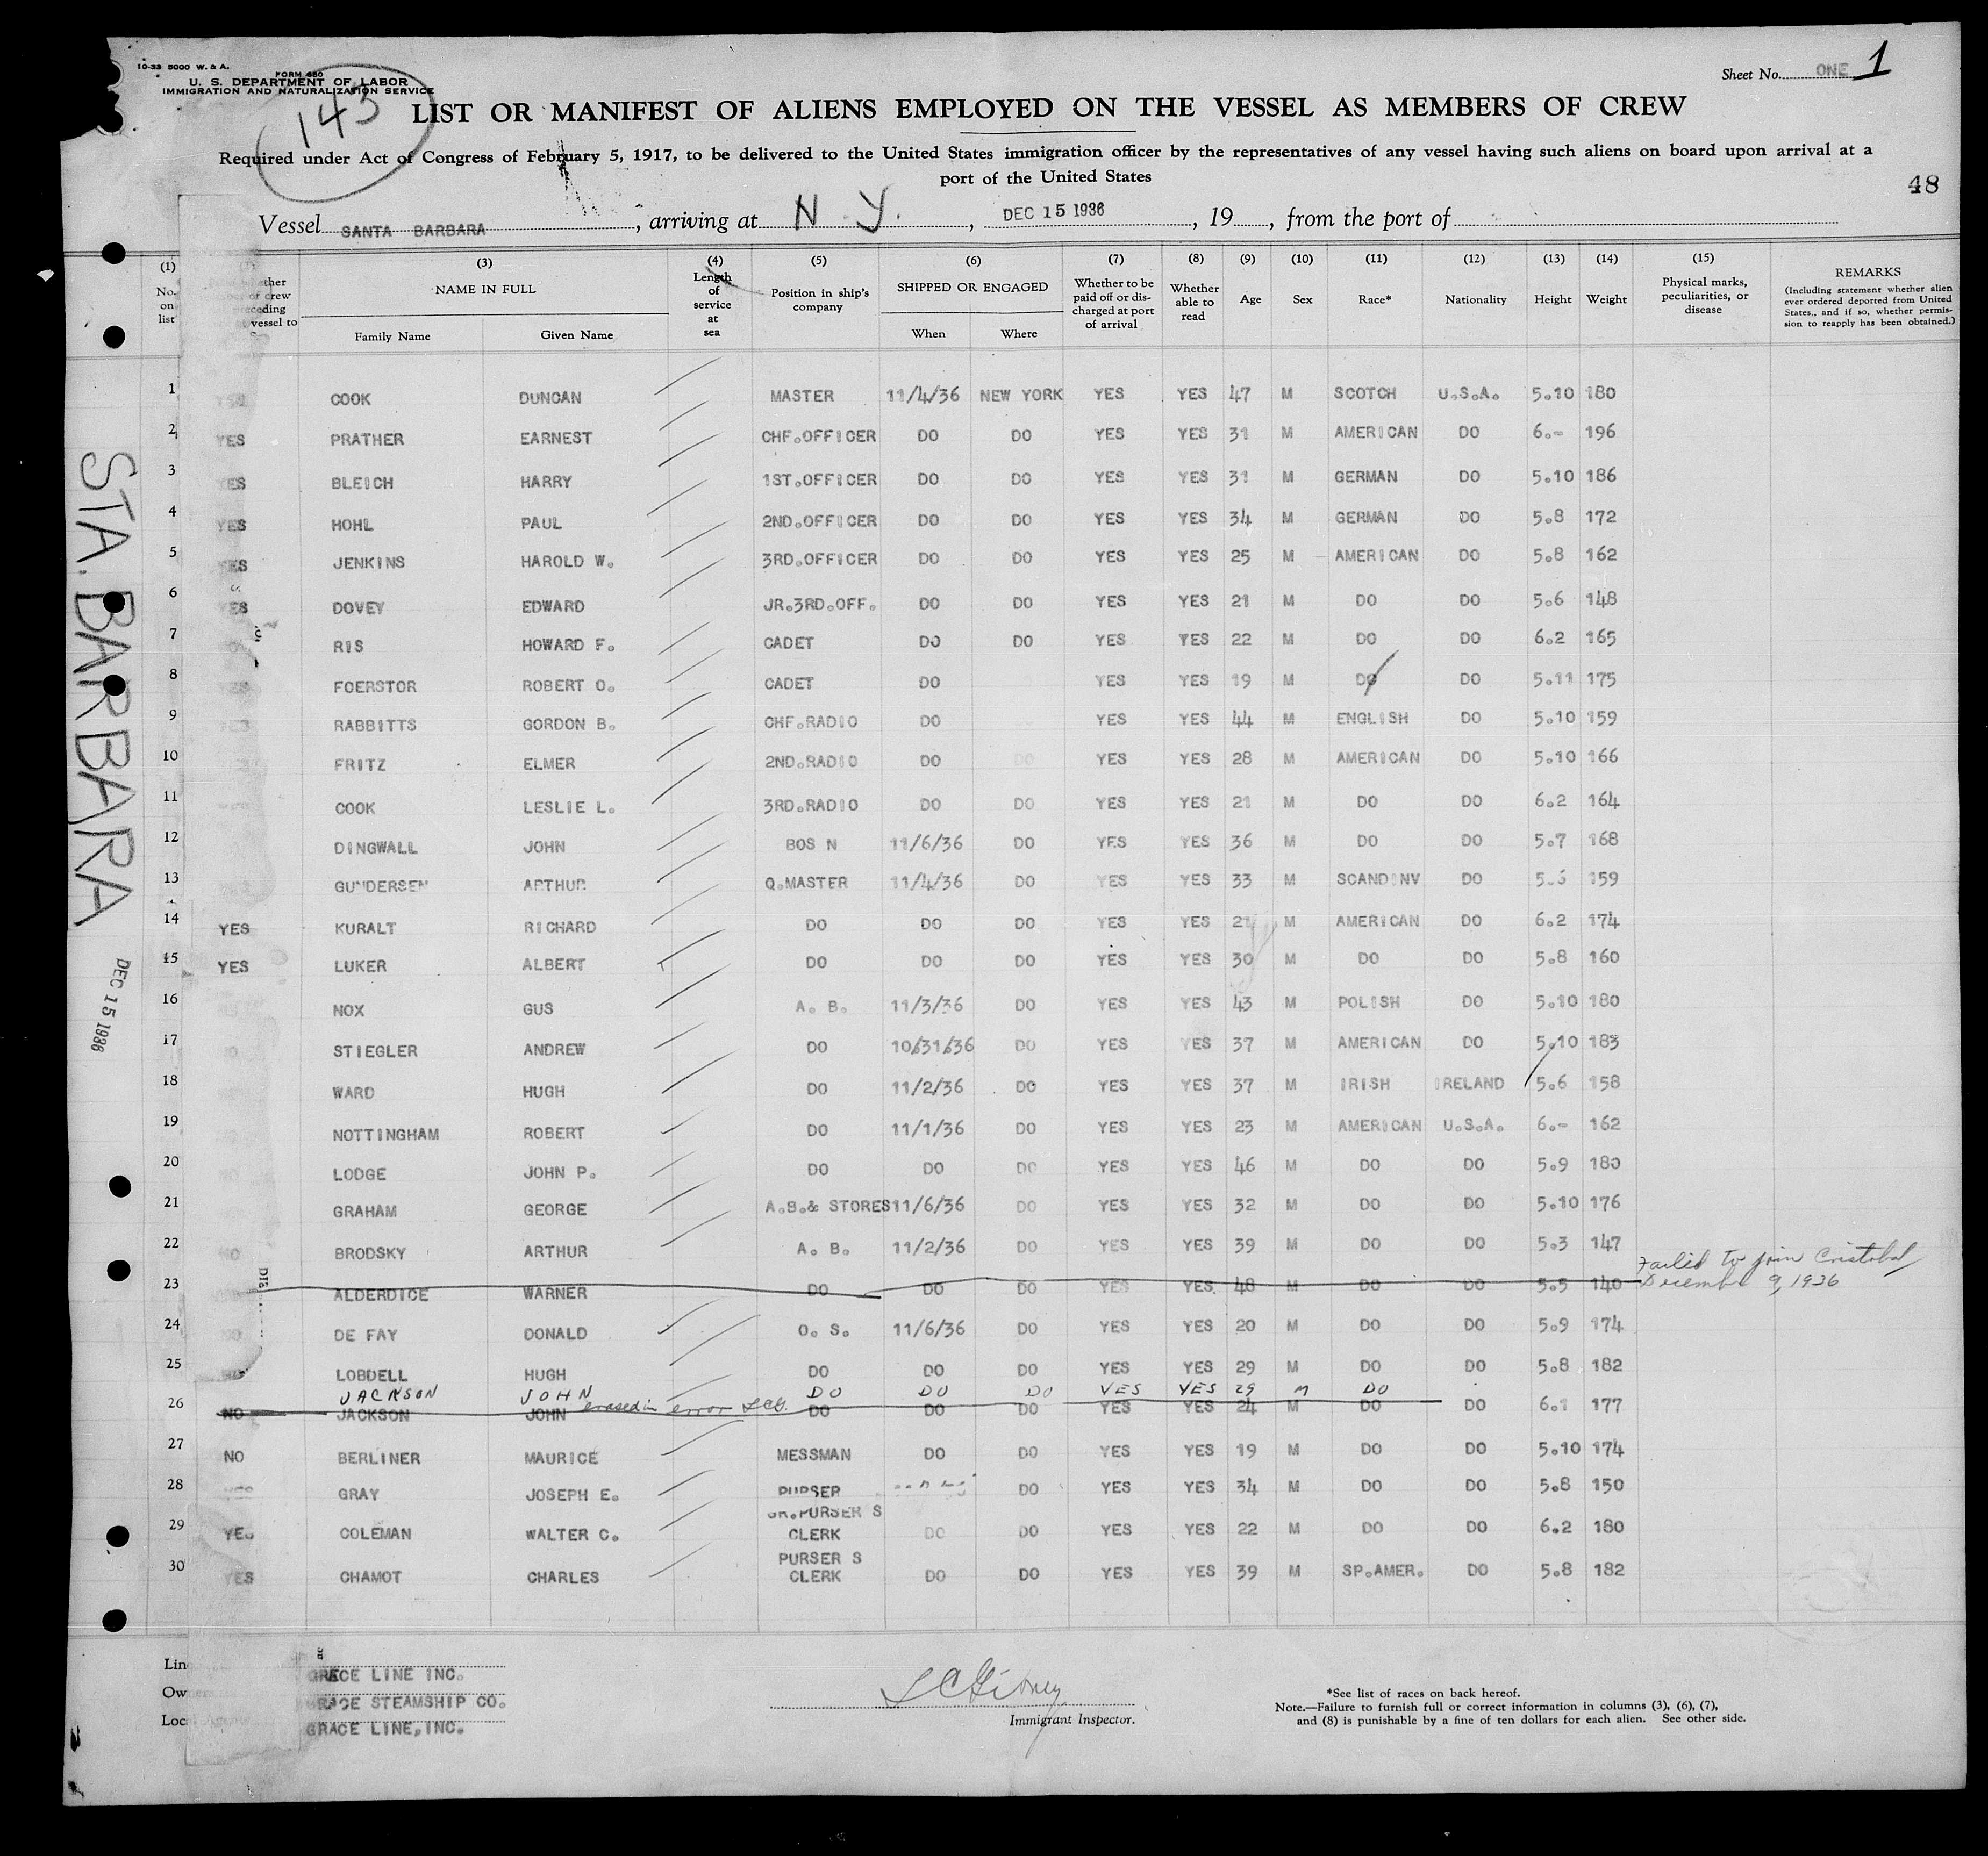 10-33 5000 W. & A.
FORM 680
U. S. DEPARTMENT OF LABOR
IMMIGRATION AND NATURALIZATION SERVICE
143
Sheet No. ONE 1
LIST OR MANIFEST OF ALIENS EMPLOYED ON THE VESSEL AS MEMBERS OF CREW
Required under Act of Congress of February 5, 1917, to be delivered to the United States immigration officer by the representatives of any vessel having such aliens on board upon arrival at a
port of the United States
48
Vessel SANTA BARBARA, arriving at N. Y., DEC 15 1936, 19, from the port of
(1) No. on list
(3) NAME IN FULL Family Name Given Name
(4) Length of service at sea
(5) Position in ship's company
(6) SHIPPED OR ENGAGED When Where
(7) Whether to be paid off or discharged at port of arrival
(8) Whether able to read
(9) Age
(10) Sex
(11) Race*
(12) Nationality
(13) Height
(14) Weight
(15) Physical marks, peculiarities, or disease
REMARKS (Including statement whether alien ever ordered deported from United States., and if so, whether permission to reapply has been obtained.)
1 YES COOK DUNCAN MASTER 11/4/36 NEW YORK YES YES 47 M SCOTCH U.S.A. 5.10 180
2 YES PRATHER EARNEST CHF.OFFICER DO DO YES YES 31 M AMERICAN DO 6.- 196
3 YES BLEICH HARRY 1ST.OFFICER DO DO YES YES 31 M GERMAN DO 5.10 186
4 YES HOHL PAUL 2ND.OFFICER DO DO YES YES 34 M GERMAN DO 5.8 172
5 YES JENKINS HAROLD W. 3RD.OFFICER DO DO YES YES 25 M AMERICAN DO 5.8 162
6 YES DOVEY EDWARD JR.3RD.OFF. DO DO YES YES 21 M DO DO 5.6 148
7 RIS HOWARD F. CADET DO DO YES YES 22 M DO DO 6.2 165
8 YES FOERSTOR ROBERT O. CADET DO YES YES 19 M DO DO 5.11 175
9 RABBITTS GORDON B. CHF.RADIO DO YES YES 44 M ENGLISH DO 5.10 159
10 FRITZ ELMER 2ND.RADIO DO DO YES YES 28 M AMERICAN DO 5.10 166
11 COOK LESLIE L. 3RD.RADIO DO DO YES YES 21 M DO DO 6.2 164
12 DINGWALL JOHN BOS N 11/6/36 DO YES YES 36 M DO DO 5.7 168
13 GUNDERSEN ARTHUR Q.MASTER 11/4/36 DO YES YES 33 M SCANDINV DO 159
14 YES KURALT RICHARD DO DO DO YES YES 21 M AMERICAN DO 6.2 174
15 YES LUKER ALBERT DO DO DO YES YES 30 M DO DO 5.8 160
16 NOX GUS A. B. 11/3/36 DO YES YES 43 M POLISH DO 5.10 180
17 STIEGLER ANDREW DO 10/31/36 DO YES YES 37 M AMERICAN DO 5.10 183
18 WARD HUGH DO 11/2/36 DO YES YES 37 M IRISH IRELAND 5.6 158
19 NOTTINGHAM ROBERT DO 11/1/36 DO YES YES 23 M AMERICAN U.S.A. 6.- 162
20 LODGE JOHN P. DO DO DO YES YES 46 M DO DO 5.9 180
21 GRAHAM GEORGE A.B.& STORES 11/6/36 DO YES YES 32 M DO DO 5.10 176
22 NO BRODSKY ARTHUR A. B. 11/2/36 DO YES YES 39 M DO DO 5.3 147
23 ALDERDICE WARNER DO DO DO YES YES 48 M DO DO 5.5 140 Failed to join Cristobal December 9, 1936
24 NO DE FAY DONALD O. S. 11/6/36 DO YES YES 20 M DO DO 5.9 174
25 NO LOBDELL HUGH DO DO DO YES YES 29 M DO DO 5.8 182
JACKSON JOHN DO DO DO YES YES 29 M DO
26 NO JACKSON JOHN erased in error DO DO DO YES YES 24 M DO DO 6.1 177
27 NO BERLINER MAURICE MESSMAN DO DO YES YES 19 M DO DO 5.10 174
28 YES GRAY JOSEPH E. PURSER DO YES YES 34 M DO DO 5.8 150
29 YES COLEMAN WALTER C. JR.PURSER S CLERK DO DO YES YES 22 M DO DO 6.2 180
30 YES CHAMOT CHARLES PURSER S CLERK DO DO YES YES 39 M SP.AMER. DO 5.8 182
STA. BARBARA
DEC 15 1936
GRACE LINE INC.
GRACE STEAMSHIP CO.
GRACE LINE, INC.
Immigrant Inspector.
*See list of races on back hereof.
Note.—Failure to furnish full or correct information in columns (3), (6), (7),
and (8) is punishable by a fine of ten dollars for each alien. See other side.